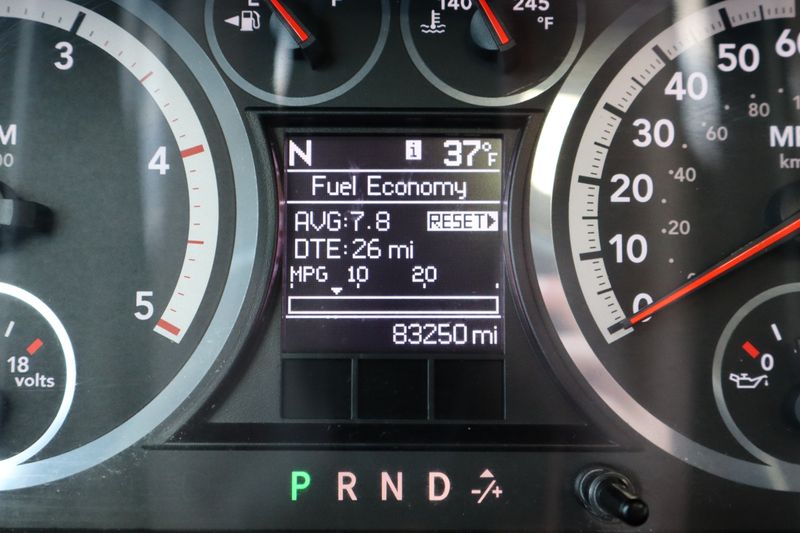 E 140 245
°F
3 50 60
40
80
N i 37°F
30 60
4 Fuel Economy
20 40
AVG:7.8 RESET
20
DTE:26 mi 10
MPG 10 20
5 0
83250 mi
18 volts 0
P R N D -/+